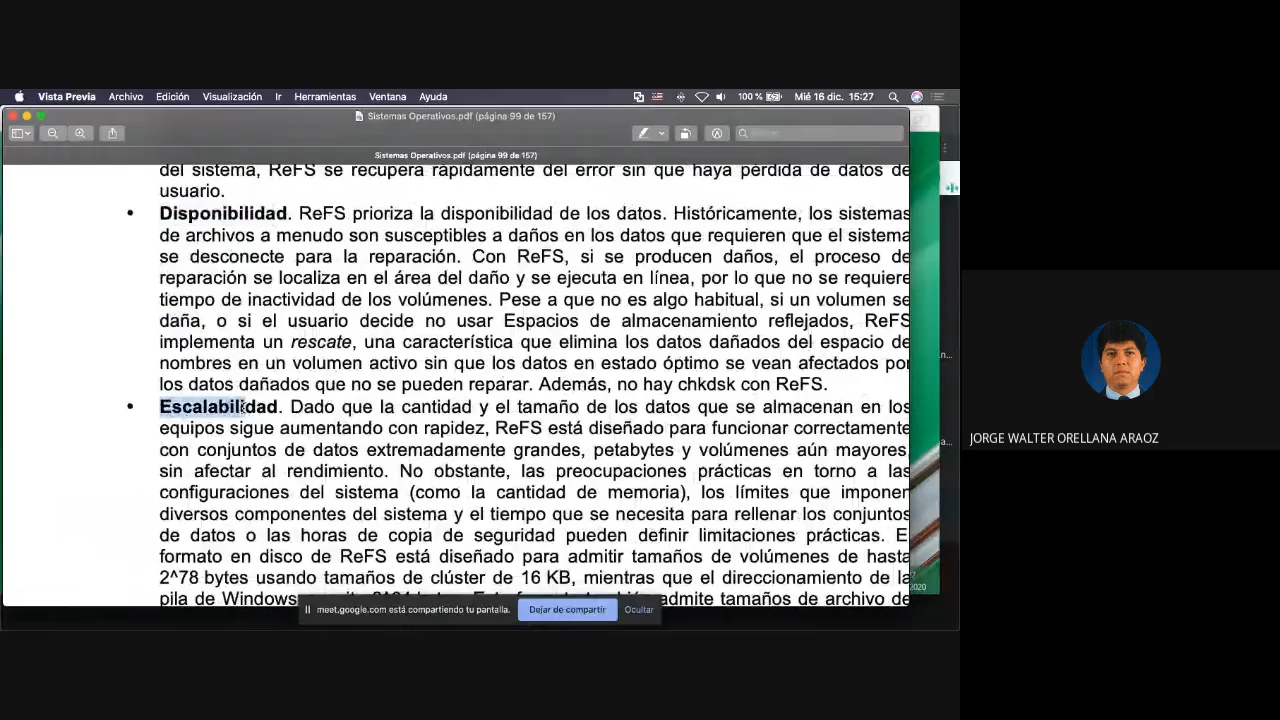 Vista Previa Archivo Edición Visualización Ir Herramientas Ventana Ayuda 100 % Mié 16 dic. 15:27
Sistemas Operativos.pdf (página 99 de 157)
Sistemas Operativos.pdf (página 99 de 157)
del sistema, ReFS se recupera rápidamente del error sin que haya pérdida de datos de
usuario.
• Disponibilidad. ReFS prioriza la disponibilidad de los datos. Históricamente, los sistemas
de archivos a menudo son susceptibles a daños en los datos que requieren que el sistema
se desconecte para la reparación. Con ReFS, si se producen daños, el proceso de
reparación se localiza en el área del daño y se ejecuta en línea, por lo que no se requiere
tiempo de inactividad de los volúmenes. Pese a que no es algo habitual, si un volumen se
daña, o si el usuario decide no usar Espacios de almacenamiento reflejados, ReFS
implementa un rescate, una característica que elimina los datos dañados del espacio de
nombres en un volumen activo sin que los datos en estado óptimo se vean afectados por
los datos dañados que no se pueden reparar. Además, no hay chkdsk con ReFS.
• Escalabilidad. Dado que la cantidad y el tamaño de los datos que se almacenan en los
equipos sigue aumentando con rapidez, ReFS está diseñado para funcionar correctamente
con conjuntos de datos extremadamente grandes, petabytes y volúmenes aún mayores,
sin afectar al rendimiento. No obstante, las preocupaciones prácticas en torno a las
configuraciones del sistema (como la cantidad de memoria), los límites que imponen
diversos componentes del sistema y el tiempo que se necesita para rellenar los conjuntos
de datos o las horas de copia de seguridad pueden definir limitaciones prácticas. E
formato en disco de ReFS está diseñado para admitir tamaños de volúmenes de hasta
2^78 bytes usando tamaños de clúster de 16 KB, mientras que el direccionamiento de la
pila de Windows admite tamaños de archivo de
meet.google.com está compartiendo tu pantalla. Dejar de compartir Ocultar
2020
JORGE WALTER ORELLANA ARAOZ